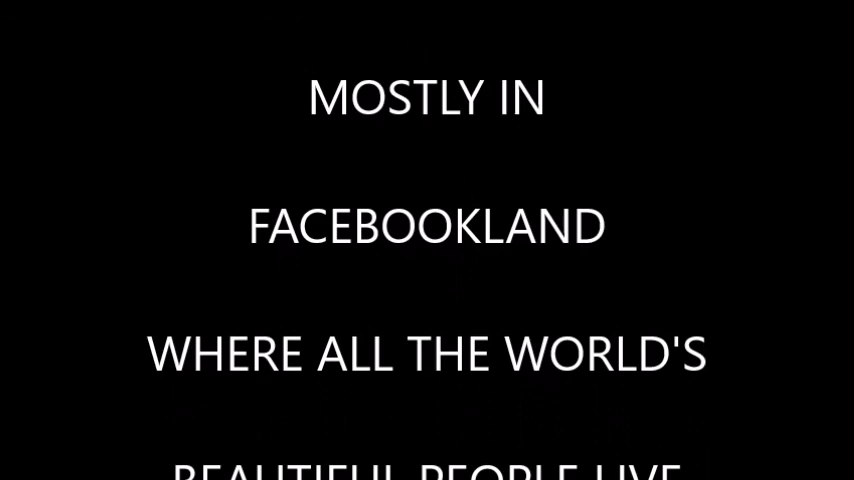 MOSTLY IN
FACEBOOKLAND
WHERE ALL THE WORLD'S
BEAUTIFUL PEOPLE LIVE